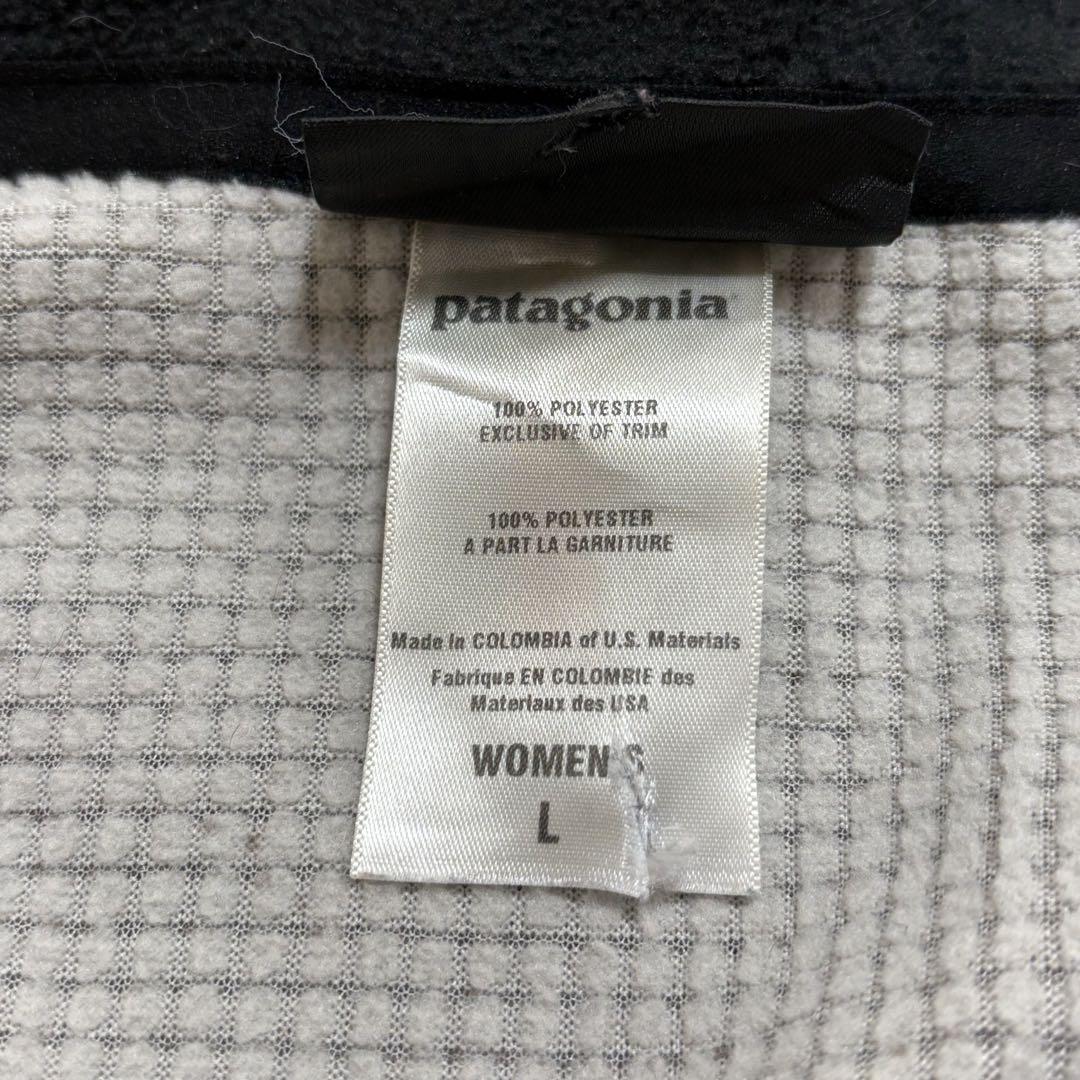 patagonia
100% POLYESTER
EXCLUSIVE OF TRIM
100% POLYESTER
A PART LA GARNITURE
Made in COLOMBIA of U.S. Materials
Fabrique EN COLOMBIE des
Materiaux des USA
WOMEN'S
L